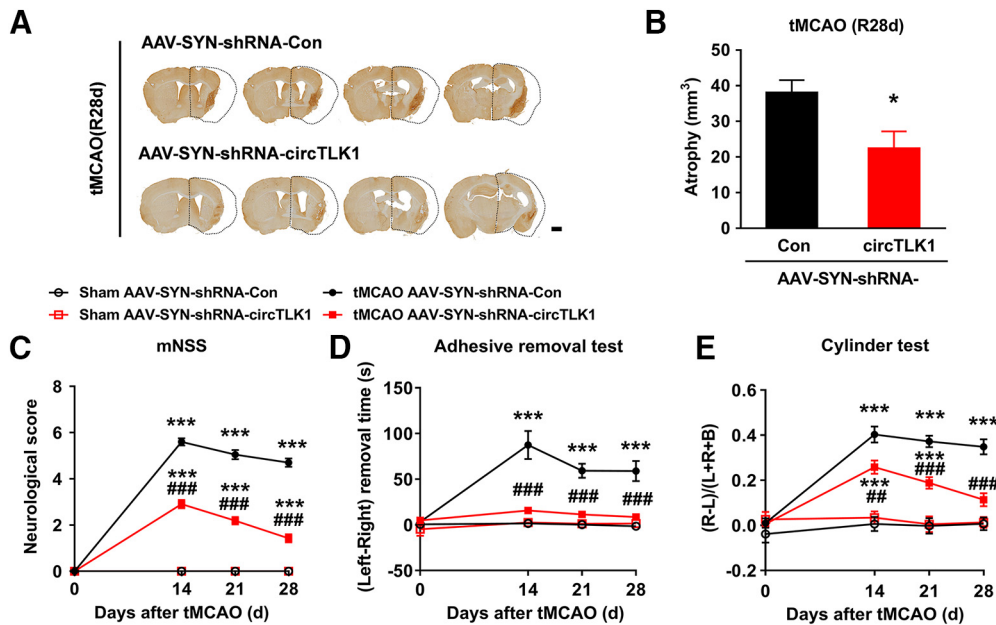 A
AAV-SYN-shRNA-Con
tMCAO(R28d)
AAV-SYN-shRNA-circTLK1
B
tMCAO (R28d)
Atrophy (mm³)
50
40
30
20
10
0
*
Con circTLK1
AAV-SYN-shRNA-
Sham AAV-SYN-shRNA-Con
tMCAO AAV-SYN-shRNA-Con
Sham AAV-SYN-shRNA-circTLK1
tMCAO AAV-SYN-shRNA-circTLK1
C
mNSS
Neurological score
8
6
4
2
0
*** *** ***
*** *** ***
### ### ###
0 14 21 28
Days after tMCAO (d)
D
Adhesive removal test
(Left-Right) removal time (s)
150
100
50
0
-50
*** *** ***
### ### ###
0 14 21 28
Days after tMCAO (d)
E
Cylinder test
(R-L)/(L+R+B)
0.6
0.4
0.2
0.0
-0.2
*** *** ***
*** ***
## ### ###
0 14 21 28
Days after tMCAO (d)